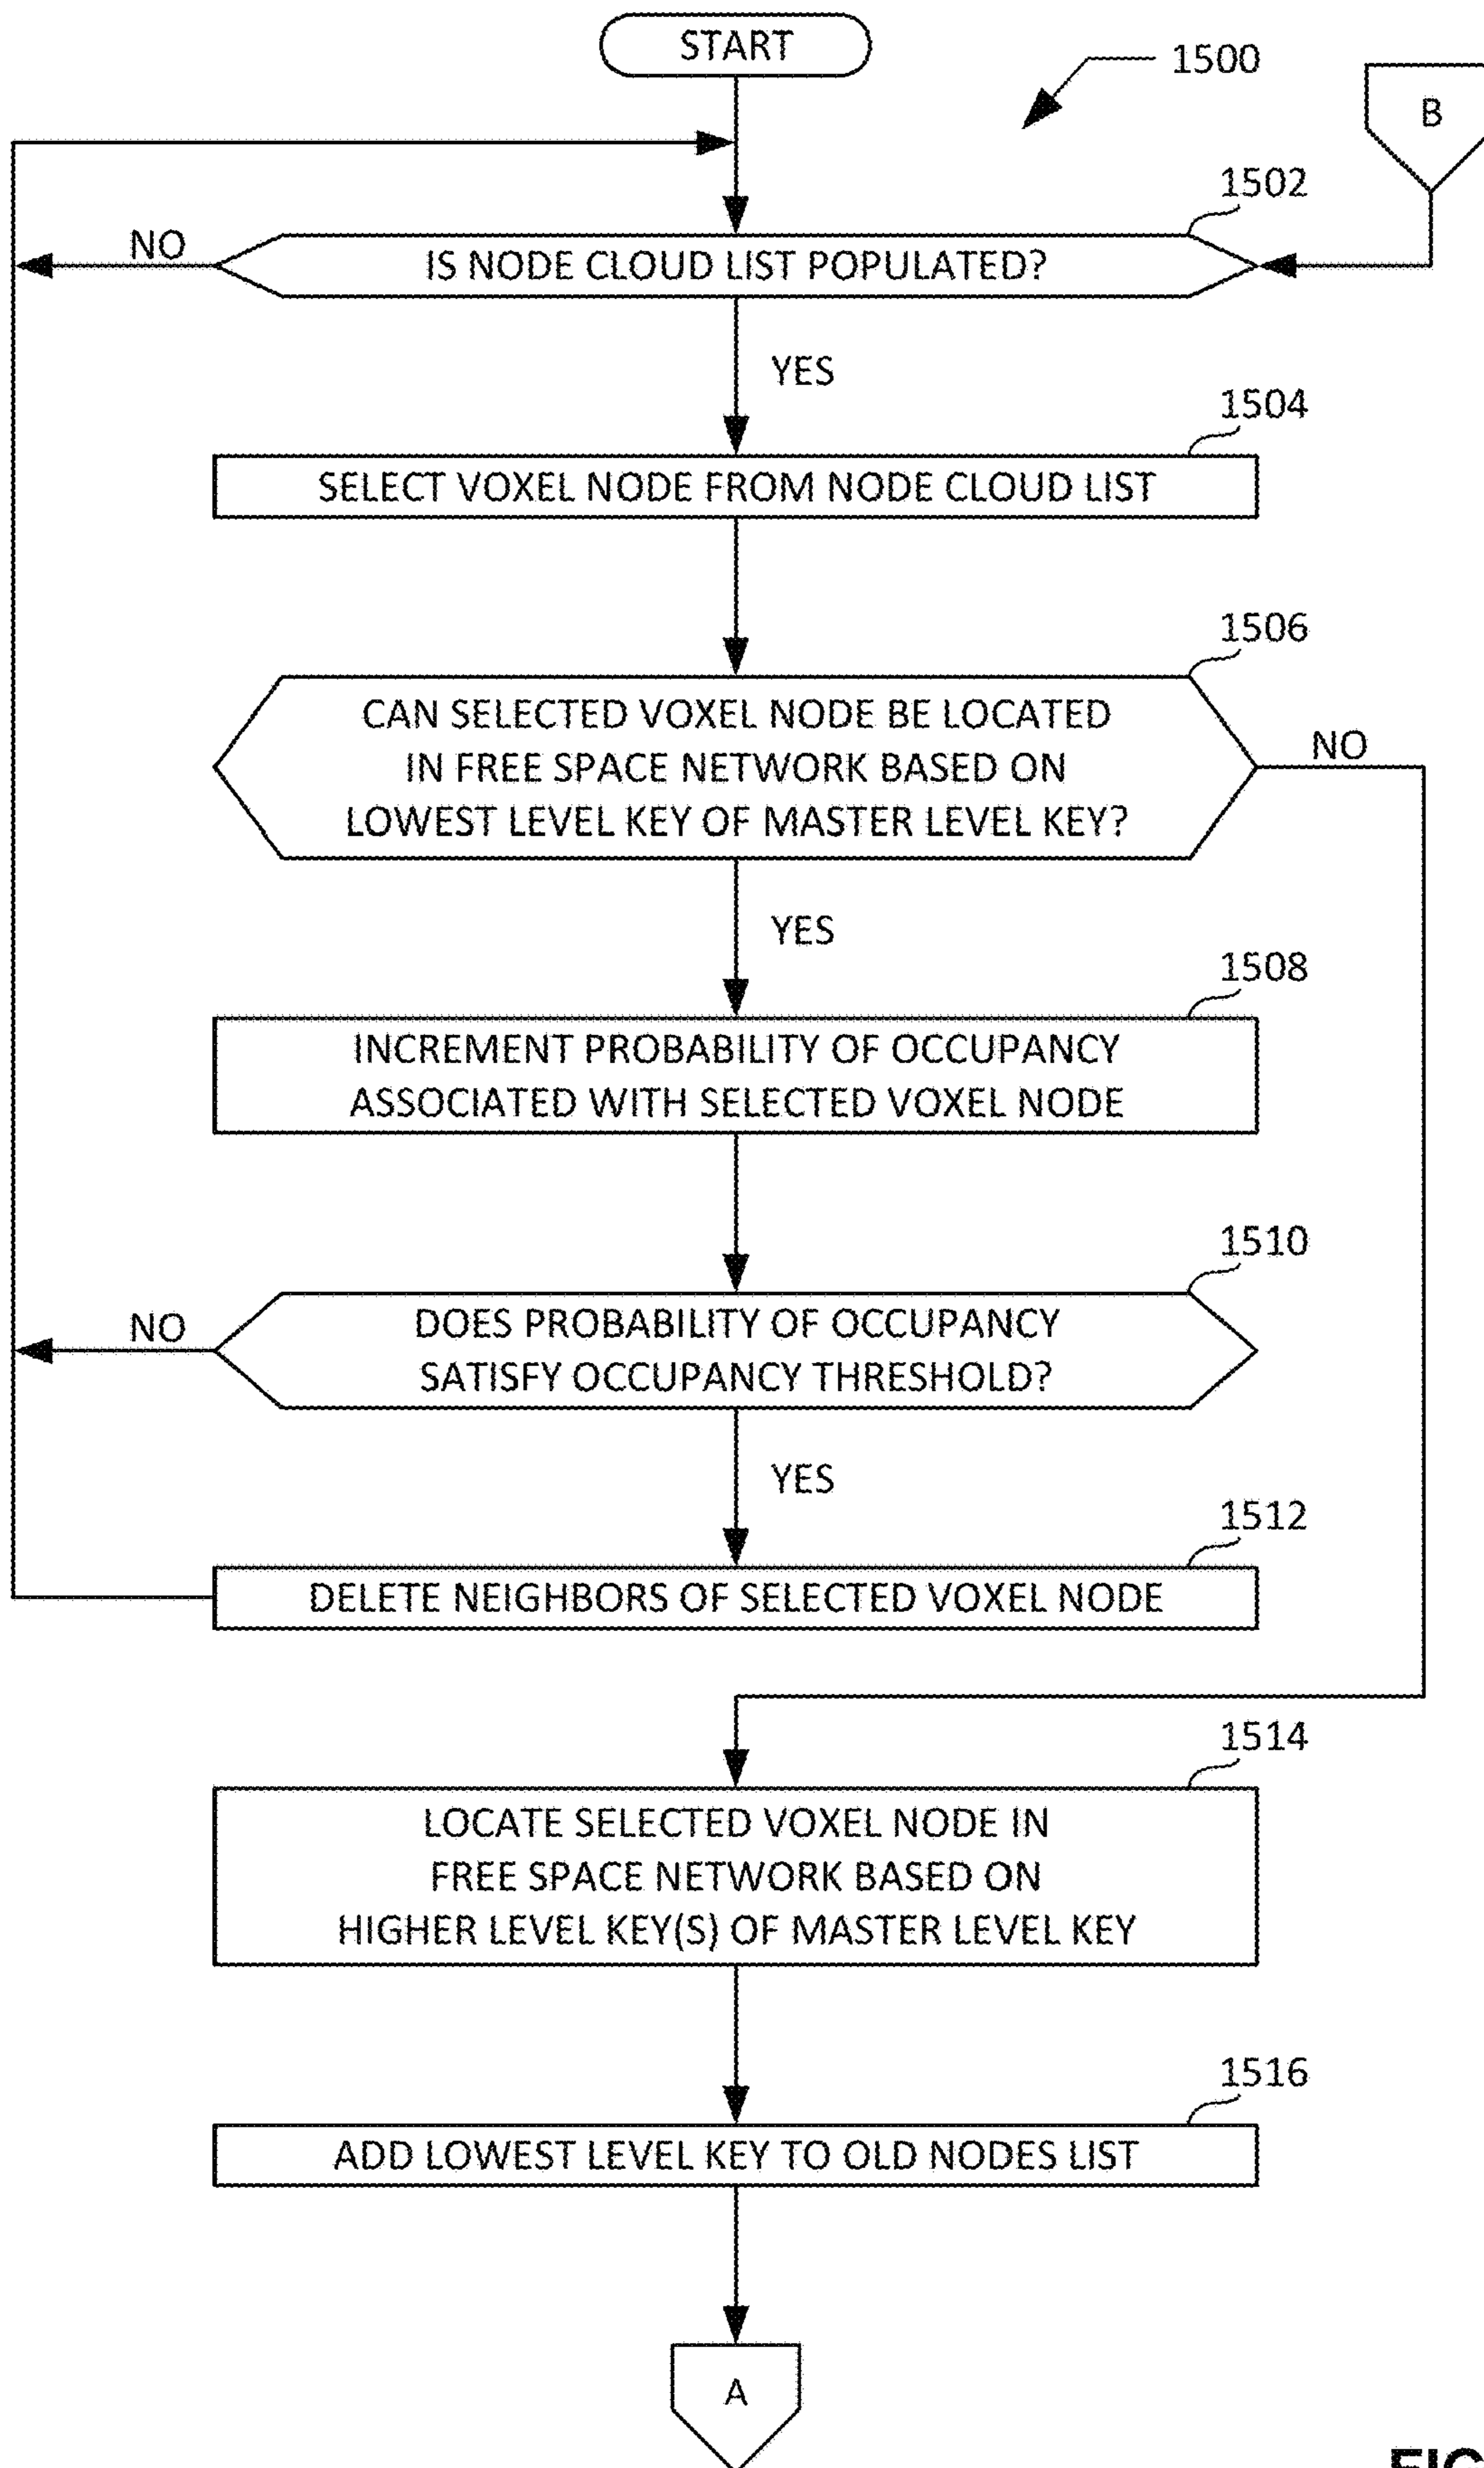 START
1500
B
1502
NO
IS NODE CLOUD LIST POPULATED?
YES
1504
SELECT VOXEL NODE FROM NODE CLOUD LIST
1506
CAN SELECTED VOXEL NODE BE LOCATED
IN FREE SPACE NETWORK BASED ON
LOWEST LEVEL KEY OF MASTER LEVEL KEY?
NO
YES
1508
INCREMENT PROBABILITY OF OCCUPANCY
ASSOCIATED WITH SELECTED VOXEL NODE
1510
NO
DOES PROBABILITY OF OCCUPANCY
SATISFY OCCUPANCY THRESHOLD?
YES
1512
DELETE NEIGHBORS OF SELECTED VOXEL NODE
1514
LOCATE SELECTED VOXEL NODE IN
FREE SPACE NETWORK BASED ON
HIGHER LEVEL KEY(S) OF MASTER LEVEL KEY
1516
ADD LOWEST LEVEL KEY TO OLD NODES LIST
A